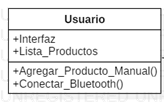 Usuario
+Interfaz
+Lista_Productos
+Agregar_Producto_Manual()
+Conectar_Bluetooth()